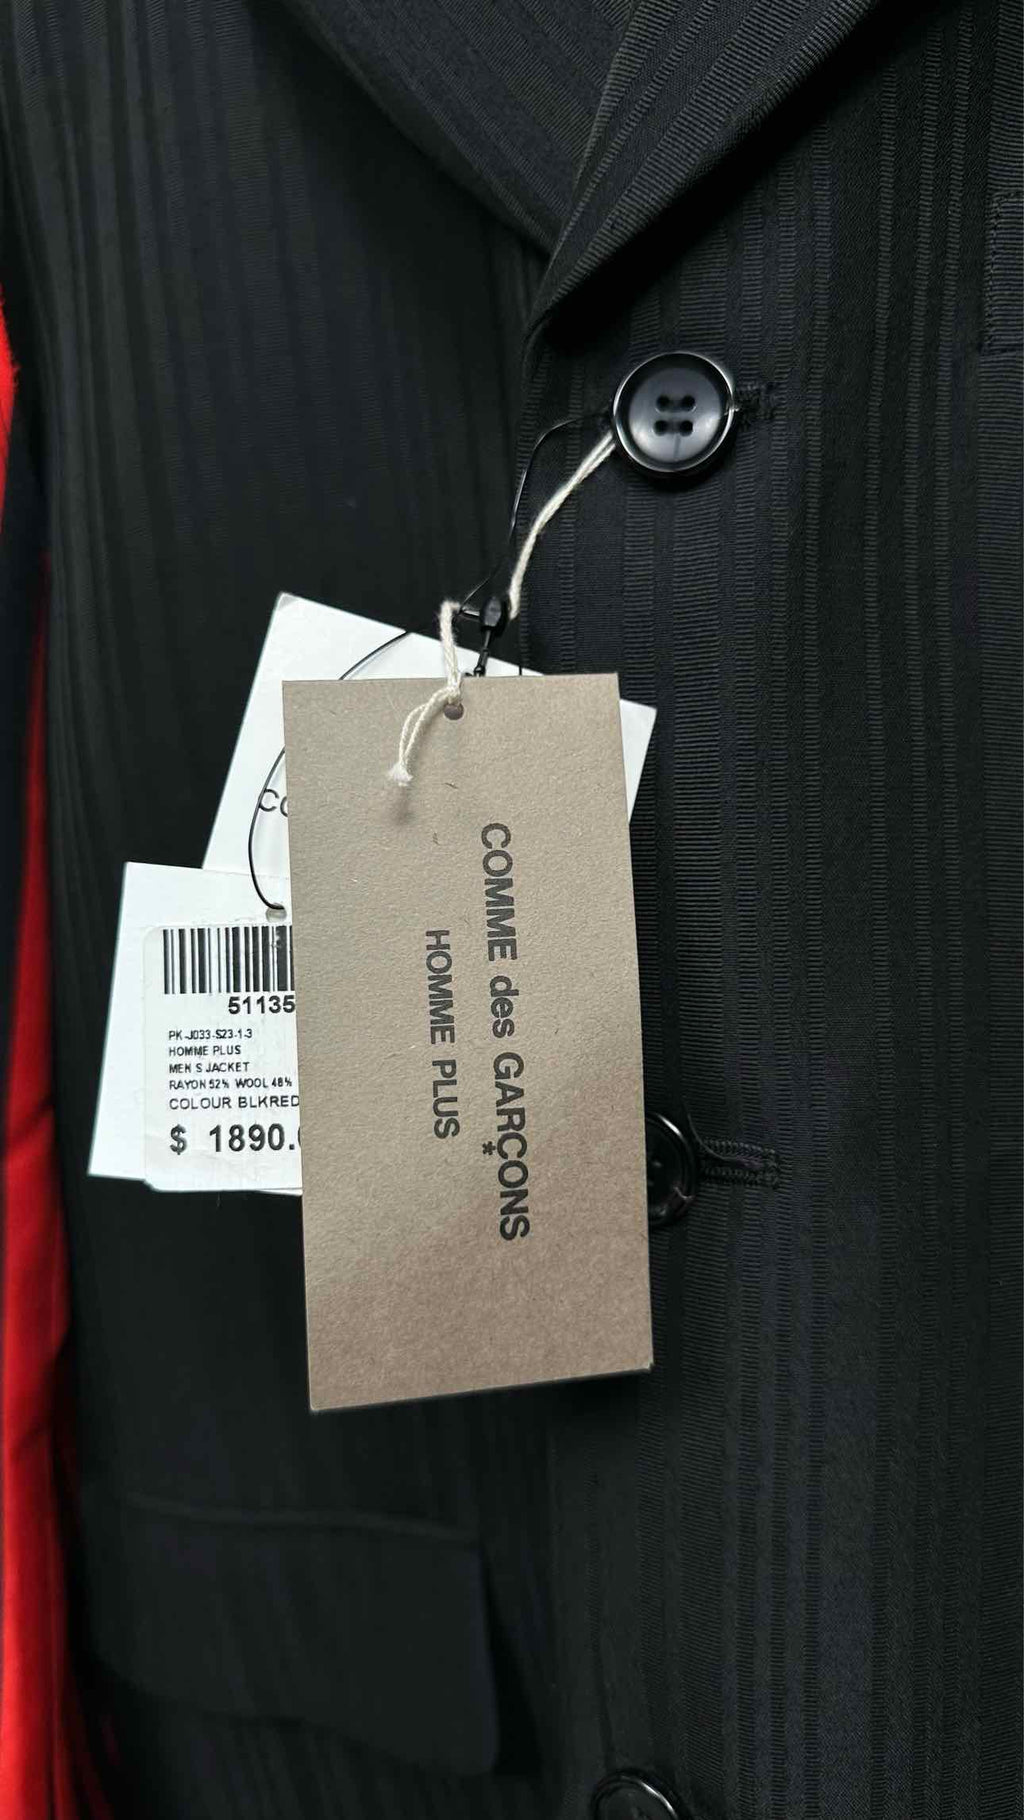 COMME des GARÇONS
*
HOMME PLUS
51135
PK-J033-S23-1-3
HOMME PLUS
MEN S JACKET
RAYON 52% WOOL 48%
COLOUR BLKRED
$ 1890.